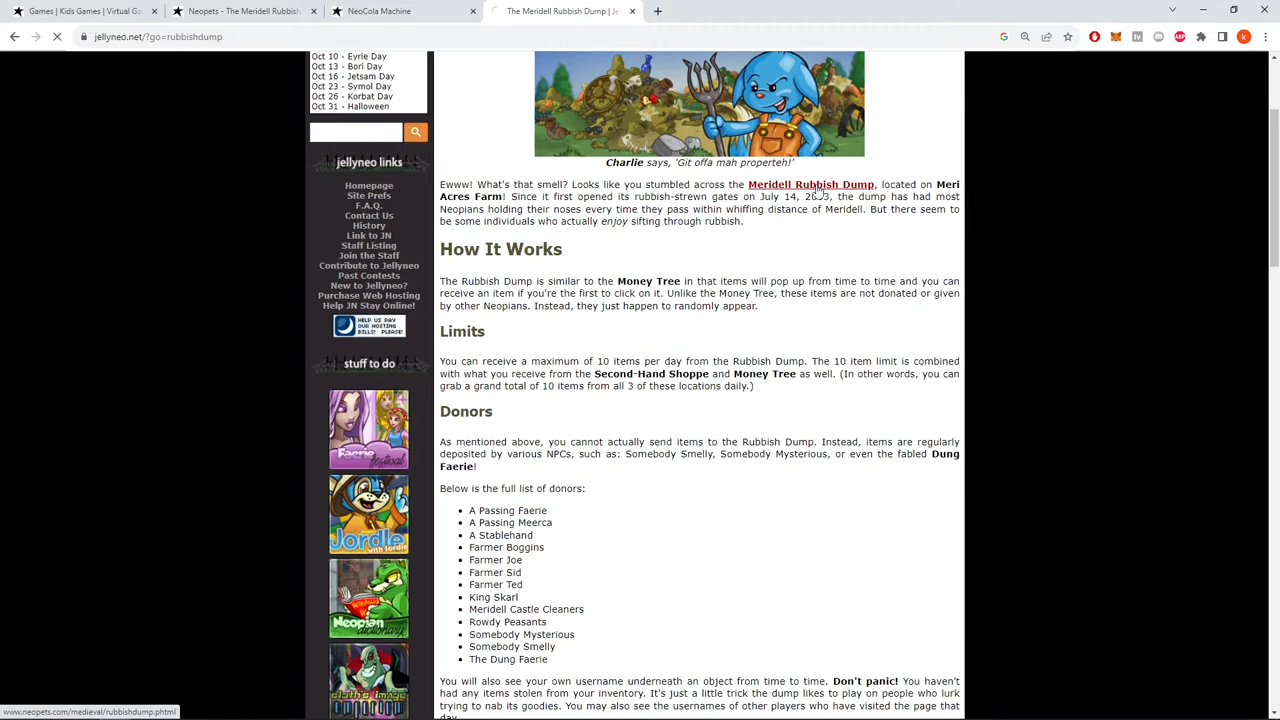 Games | Kids Games | Virtual Ga
Neopets - The Meridell Rubbish
NeoCola Machine
The Meridell Rubbish Dump | Je
jellyneo.net/?go=rubbishdump
Oct 10 - Eyrie Day
Oct 13 - Bori Day
Oct 16 - Jetsam Day
Oct 23 - Symol Day
Oct 26 - Korbat Day
Oct 31 - Halloween
jellyneo links
Homepage
Site Prefs
F.A.Q.
Contact Us
History
Link to JN
Staff Listing
Join the Staff
Contribute to Jellyneo
Past Contests
New to Jellyneo?
Purchase Web Hosting
Help JN Stay Online!
HELP US PAY
OUR HOSTING
BILLS! PLEASE!
stuff to do
Faerie
festival
Jordle
with Jordie
Neopian
dictionary
Charlie says, 'Git offa mah properteh!'
Ewww! What's that smell? Looks like you stumbled across the Meridell Rubbish Dump, located on Meri
Acres Farm! Since it first opened its rubbish-strewn gates on July 14, 2003, the dump has had most
Neopians holding their noses every time they pass within whiffing distance of Meridell. But there seem to
be some individuals who actually enjoy sifting through rubbish.
How It Works
The Rubbish Dump is similar to the Money Tree in that items will pop up from time to time and you can
receive an item if you're the first to click on it. Unlike the Money Tree, these items are not donated or given
by other Neopians. Instead, they just happen to randomly appear.
Limits
You can receive a maximum of 10 items per day from the Rubbish Dump. The 10 item limit is combined
with what you receive from the Second-Hand Shoppe and Money Tree as well. (In other words, you can
grab a grand total of 10 items from all 3 of these locations daily.)
Donors
As mentioned above, you cannot actually send items to the Rubbish Dump. Instead, items are regularly
deposited by various NPCs, such as: Somebody Smelly, Somebody Mysterious, or even the fabled Dung
Faerie!
Below is the full list of donors:
A Passing Faerie
A Passing Meerca
A Stablehand
Farmer Boggins
Farmer Joe
Farmer Sid
Farmer Ted
King Skarl
Meridell Castle Cleaners
Rowdy Peasants
Somebody Mysterious
Somebody Smelly
The Dung Faerie
You will also see your own username underneath an object from time to time. Don't panic! You haven't
had any items stolen from your inventory. It's just a little trick the dump likes to play on people who lurk
trying to nab its goodies. You may also see the usernames of other players who have visited the page that
day.
www.neopets.com/medieval/rubbishdump.phtml